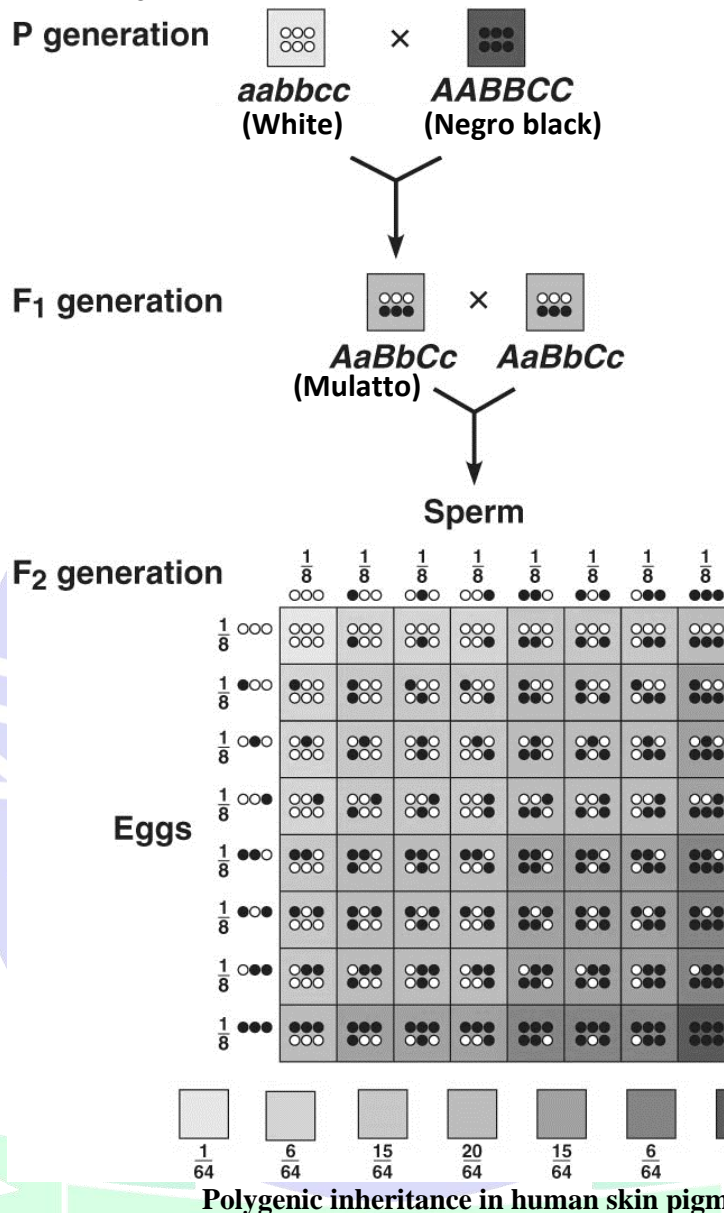 P generation
×
aabbcc AABBCC
(White) (Negro black)
F₁ generation
×
AaBbCc AaBbCc
(Mulatto)
Sperm
F₂ generation
1/8 1/8 1/8 1/8 1/8 1/8 1/8 1/8
1/8
1/8
1/8
1/8
Eggs
1/8
1/8
1/8
1/8
1/64 6/64 15/64 20/64 15/64 6/64
Polygenic inheritance in human skin pigm